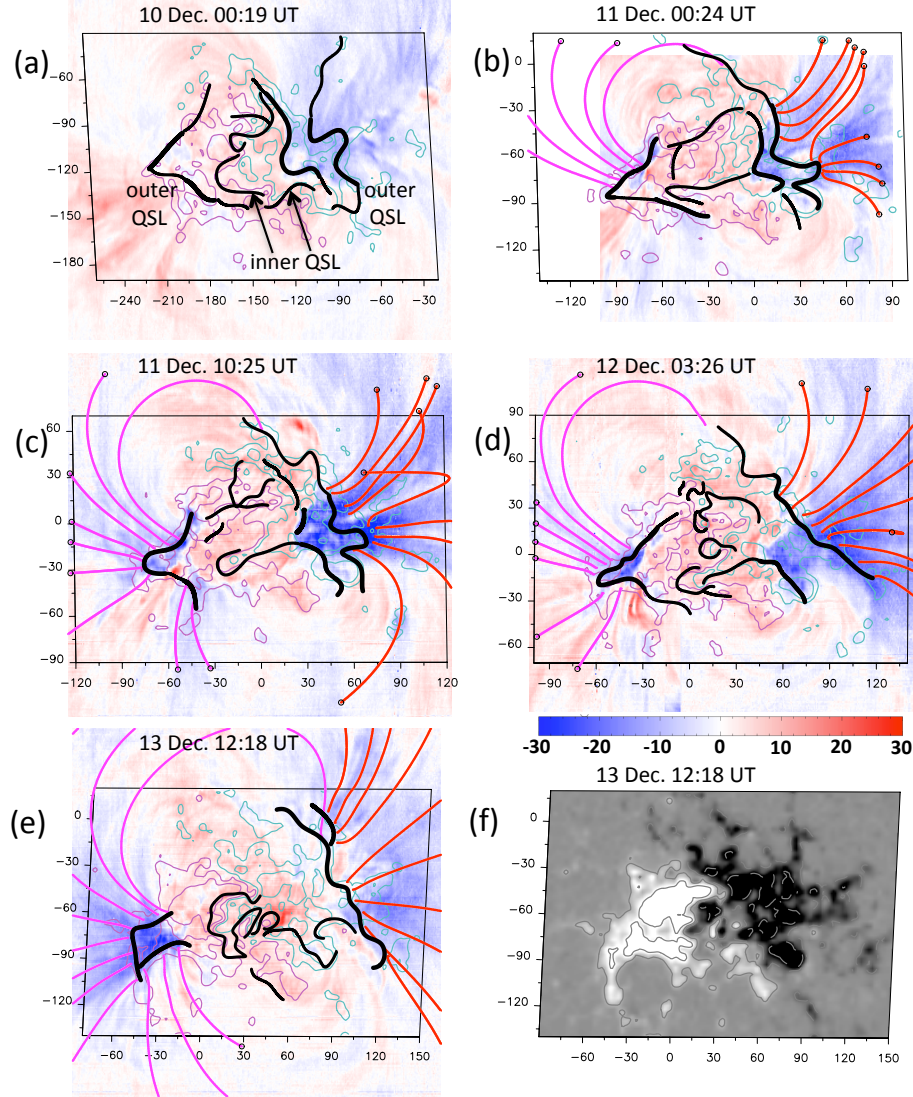 10 Dec. 00:19 UT
(a)
−60
−90
−120
−150
−180
outer
QSL
outer
QSL
inner QSL
−240 −210 −180 −150 −120 −90 −60 −30
11 Dec. 00:24 UT
(b)
0
−30
−60
−90
−120
−120 −90 −60 −30 0 30 60 90
11 Dec. 10:25 UT
(c)
60
30
0
−30
−60
−90
−120 −90 −60 −30 0 30 60 90 120
12 Dec. 03:26 UT
(d)
90
60
30
0
−30
−60
−90 −60 −30 0 30 60 90 120
-30 -20 -10 0 10 20 30
13 Dec. 12:18 UT
(e)
0
−30
−60
−90
−120
−60 −30 0 30 60 90 120 150
13 Dec. 12:18 UT
(f)
0
−30
−60
−90
−120
−60 −30 0 30 60 90 120 150